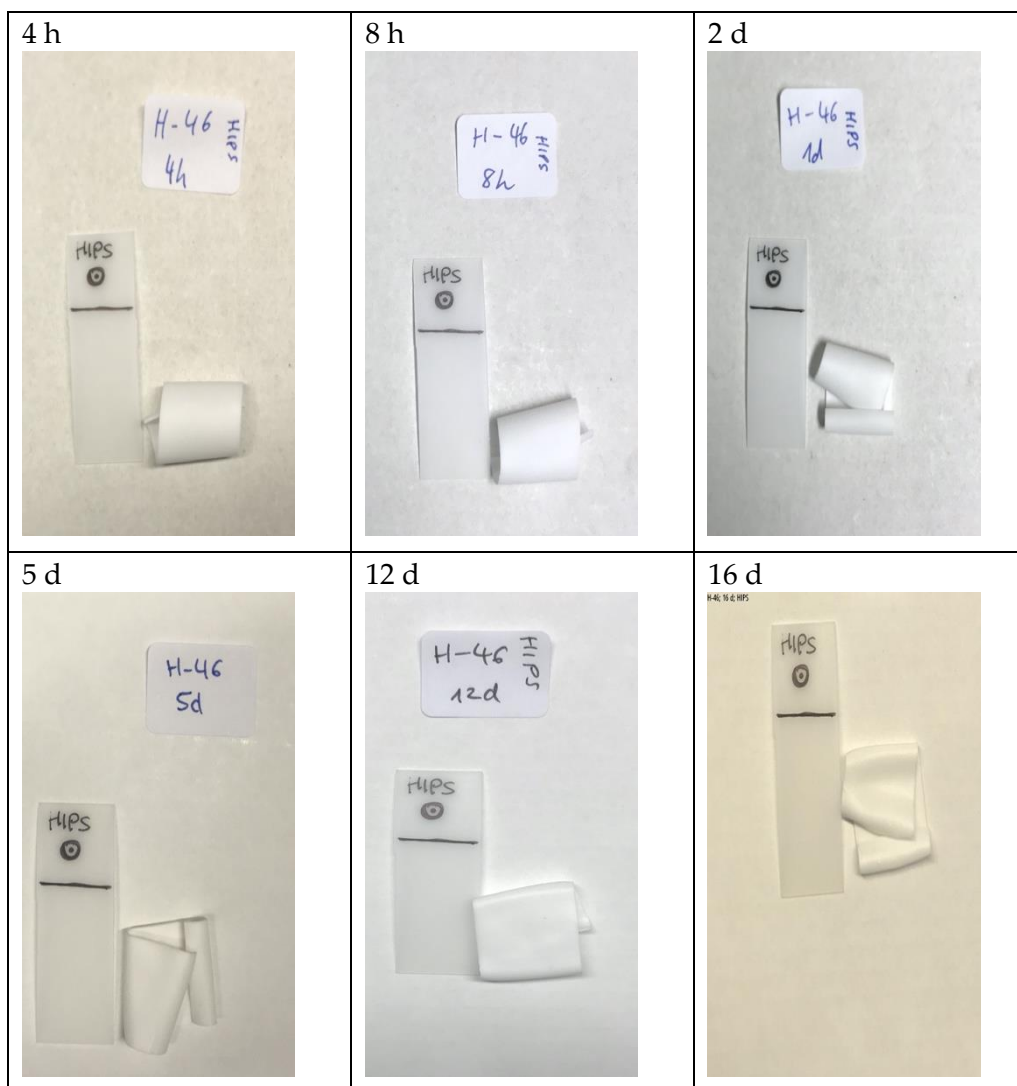 4 h
H-46 HIPS
4h
HIPS
8 h
H-46 HIPS
8h
HIPS
2 d
H-46 HIPS
1d
HIPS
5 d
H-46
5d
HIPS
12 d
H-46 HIPS
12d
HIPS
16 d
H-46; 16 d; HIPS
HIPS